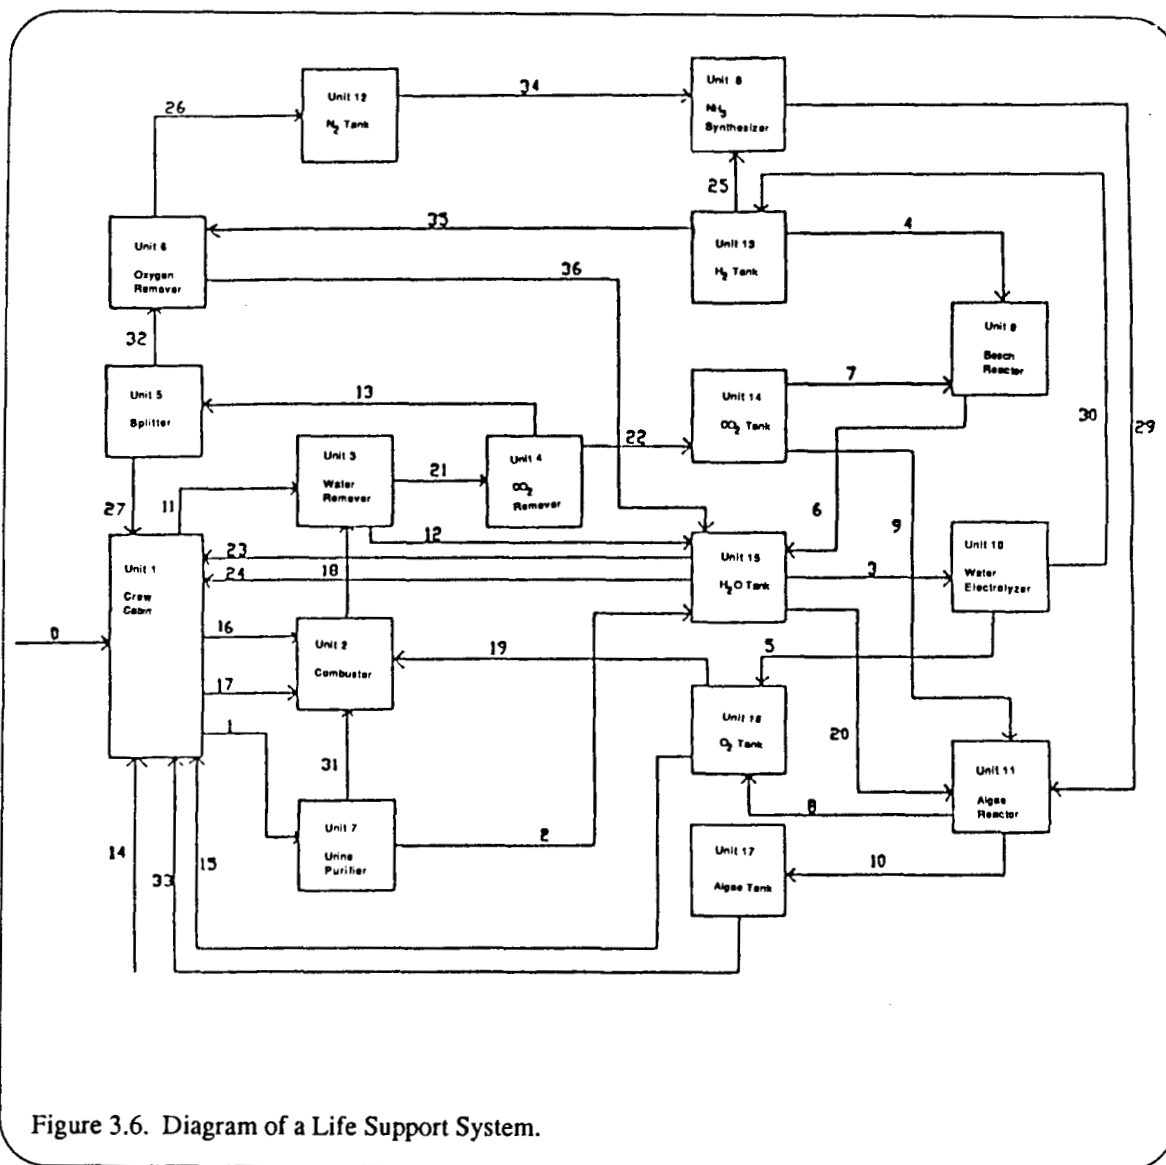 26
Unit 12
N2 Tank
34
Unit 8
NH3
Synthesizer
25
35
Unit 6
Oxygen
Remover
36
Unit 13
H2 Tank
4
32
Unit 9
Bosch
Reactor
Unit 5
Splitter
13
Unit 14
CO2 Tank
7
30
29
22
Unit 3
Water
Remover
21
Unit 4
CO2
Remover
27
11
12
6
9
Unit 1
Crew
Cabin
23
24
18
Unit 15
H2O Tank
3
Unit 10
Water
Electrolyzer
0
16
17
1
Unit 2
Combustor
19
5
31
Unit 16
O2 Tank
20
Unit 11
Algae
Reactor
8
14
33
15
Unit 7
Urine
Purifier
2
Unit 17
Algae Tank
10
Figure 3.6. Diagram of a Life Support System.